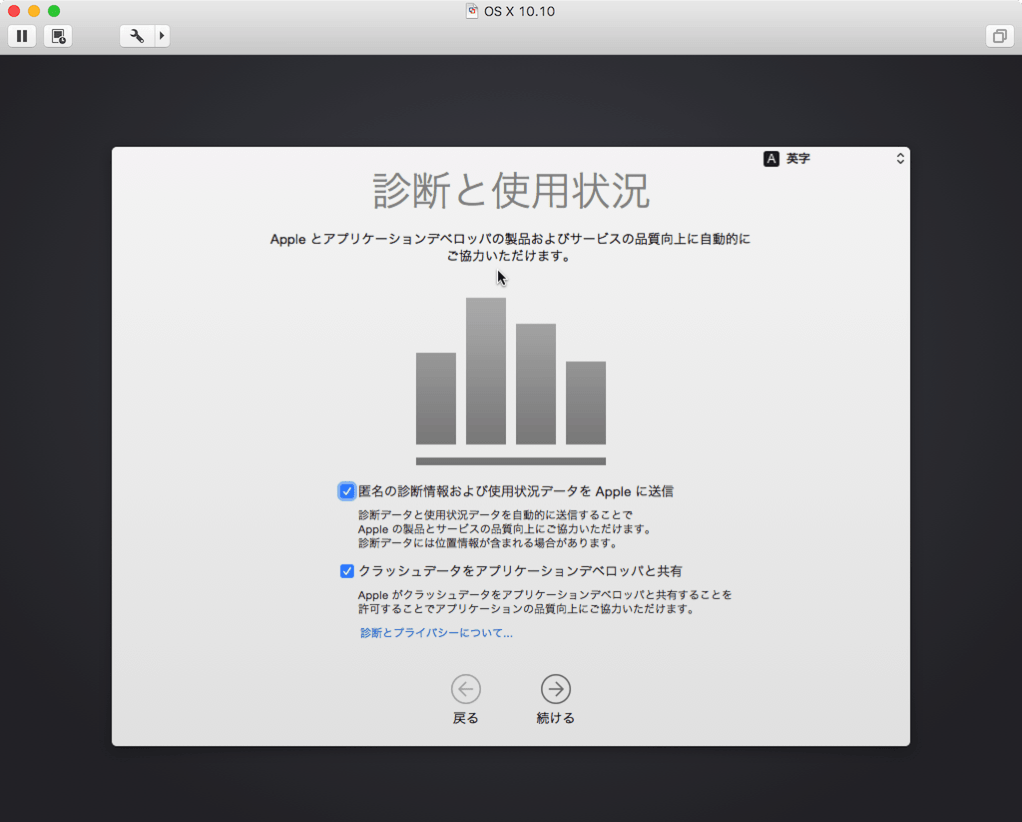 OS X 10.10
A 英字
診断と使用状況
Apple とアプリケーションデベロッパの製品およびサービスの品質向上に自動的に
ご協力いただけます。
匿名の診断情報および使用状況データを Apple に送信
診断データと使用状況データを自動的に送信することで
Apple の製品とサービスの品質向上にご協力いただけます。
診断データには位置情報が含まれる場合があります。
クラッシュデータをアプリケーションデベロッパと共有
Apple がクラッシュデータをアプリケーションデベロッパと共有することを
許可することでアプリケーションの品質向上にご協力いただけます。
診断とプライバシーについて...
戻る
続ける